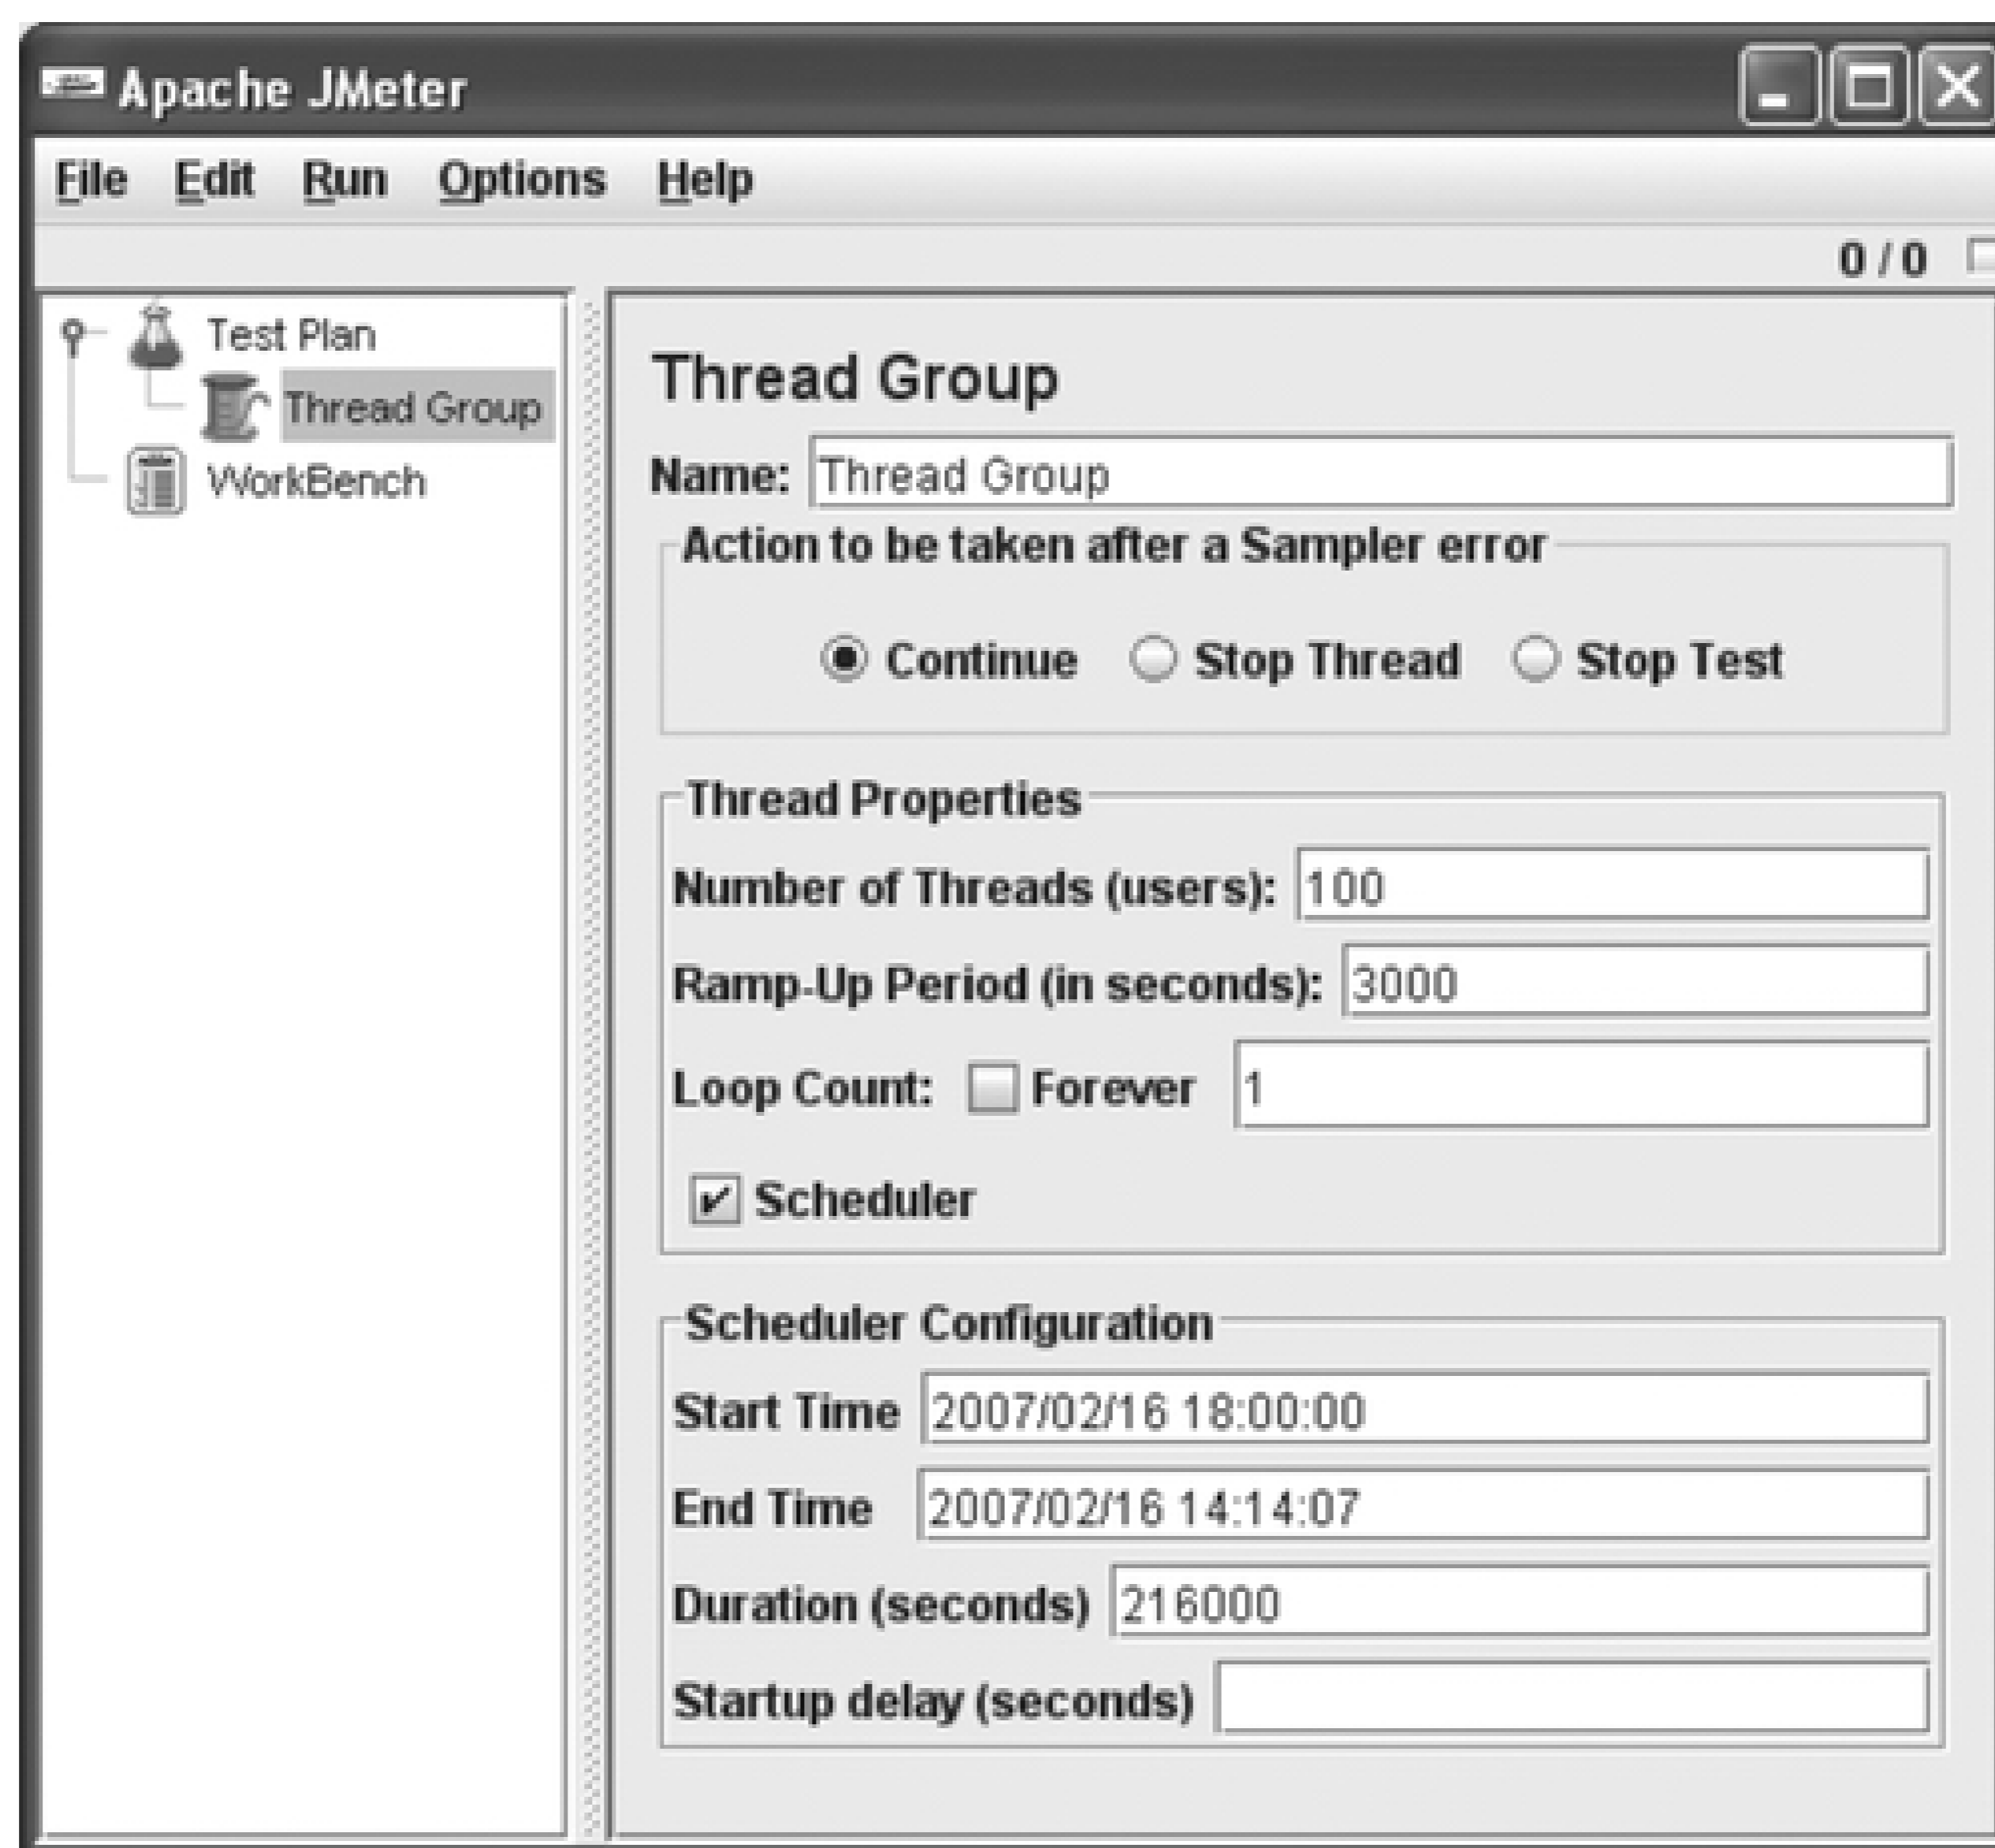 Apache JMeter
File Edit Run Options Help
0 / 0
Test Plan
Thread Group
WorkBench
Thread Group
Name: Thread Group
Action to be taken after a Sampler error
Continue Stop Thread Stop Test
Thread Properties
Number of Threads (users): 100
Ramp-Up Period (in seconds): 3000
Loop Count: Forever 1
Scheduler
Scheduler Configuration
Start Time 2007/02/16 18:00:00
End Time 2007/02/16 14:14:07
Duration (seconds) 216000
Startup delay (seconds)